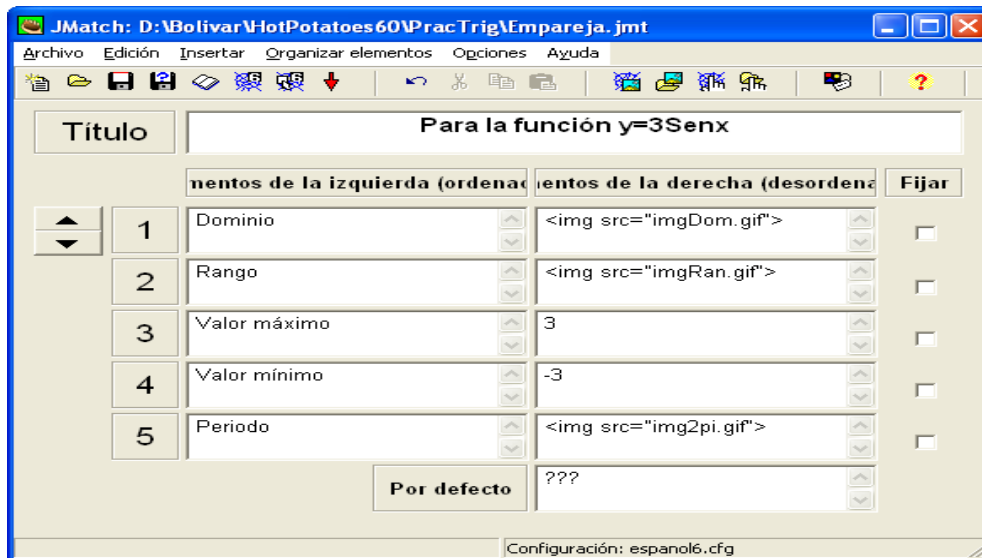 JMatch: D:\Bolivar\HotPotatoes60\PracTrig\Empareja.jmt
Archivo Edición Insertar Organizar elementos Opciones Ayuda
Título
Para la función y=3Senx
mentos de la izquierda (ordenad
entos de la derecha (desordena
Fijar
1 Dominio <img src="imgDom.gif">
2 Rango <img src="imgRan.gif">
3 Valor máximo 3
4 Valor mínimo -3
5 Periodo <img src="img2pi.gif">
Por defecto ???
Configuración: espanol6.cfg